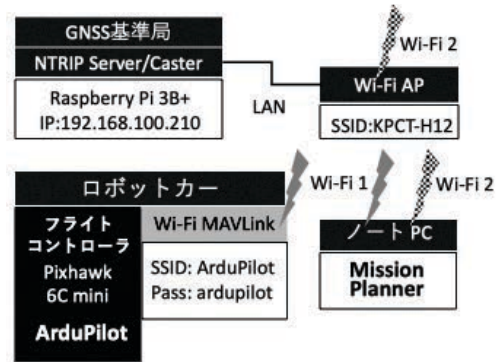 GNSS基準局
NTRIP Server/Caster
Raspberry Pi 3B+
IP:192.168.100.210
LAN
Wi-Fi 2
Wi-Fi AP
SSID:KPCT-H12
ロボットカー
フライト
コントローラ
Pixhawk
6C mini
ArduPilot
Wi-Fi MAVLink
SSID: ArduPilot
Pass: ardupilot
Wi-Fi 1
Wi-Fi 2
ノート PC
Mission
Planner